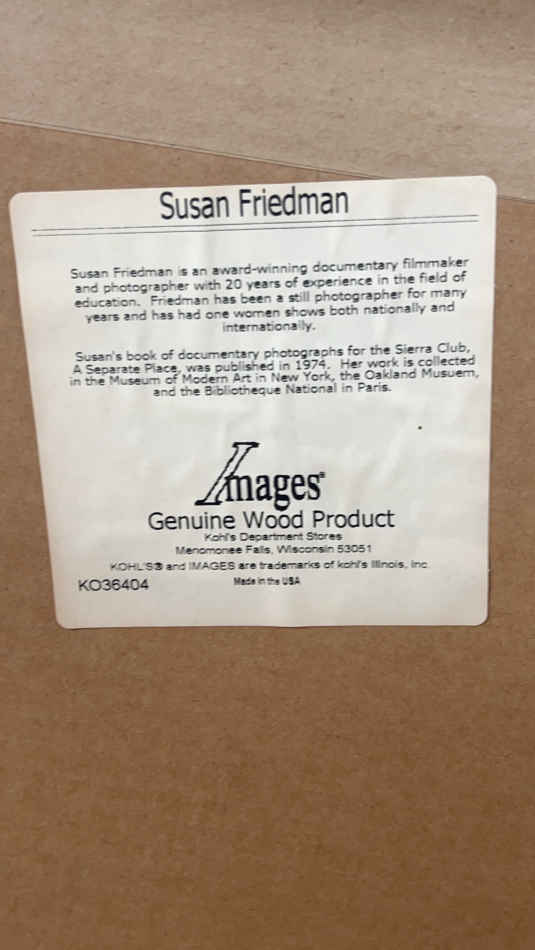 Susan Friedman
Susan Friedman is an award-winning documentary filmmaker
and photographer with 20 years of experience in the field of
education. Friedman has been a still photographer for many
years and has had one women shows both nationally and
internationally.
Susan's book of documentary photographs for the Sierra Club,
A Separate Place, was published in 1974. Her work is collected
in the Museum of Modern Art in New York, the Oakland Musuem,
and the Bibliotheque National in Paris.
Images®
Genuine Wood Product
Kohl's Department Stores
Menomonee Falls, Wisconsin 53051
KOHL'S® and IMAGES are trademarks of kohl's Illinois, Inc.
KO36404 Made in the USA